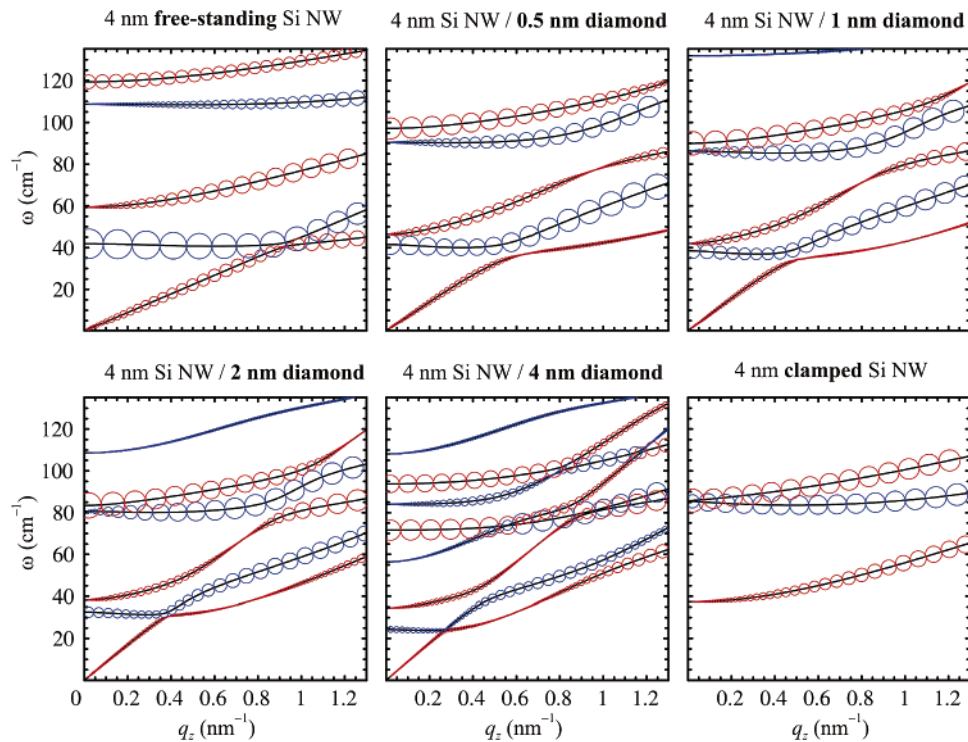 4 nm free-standing Si NW
4 nm Si NW / 0.5 nm diamond
4 nm Si NW / 1 nm diamond
ω (cm⁻¹)
120
100
80
60
40
20
4 nm Si NW / 2 nm diamond
4 nm Si NW / 4 nm diamond
4 nm clamped Si NW
ω (cm⁻¹)
120
100
80
60
40
20
0 0.2 0.4 0.6 0.8 1 1.2
0.2 0.4 0.6 0.8 1 1.2
0.2 0.4 0.6 0.8 1 1.2
q_z (nm⁻¹)
q_z (nm⁻¹)
q_z (nm⁻¹)